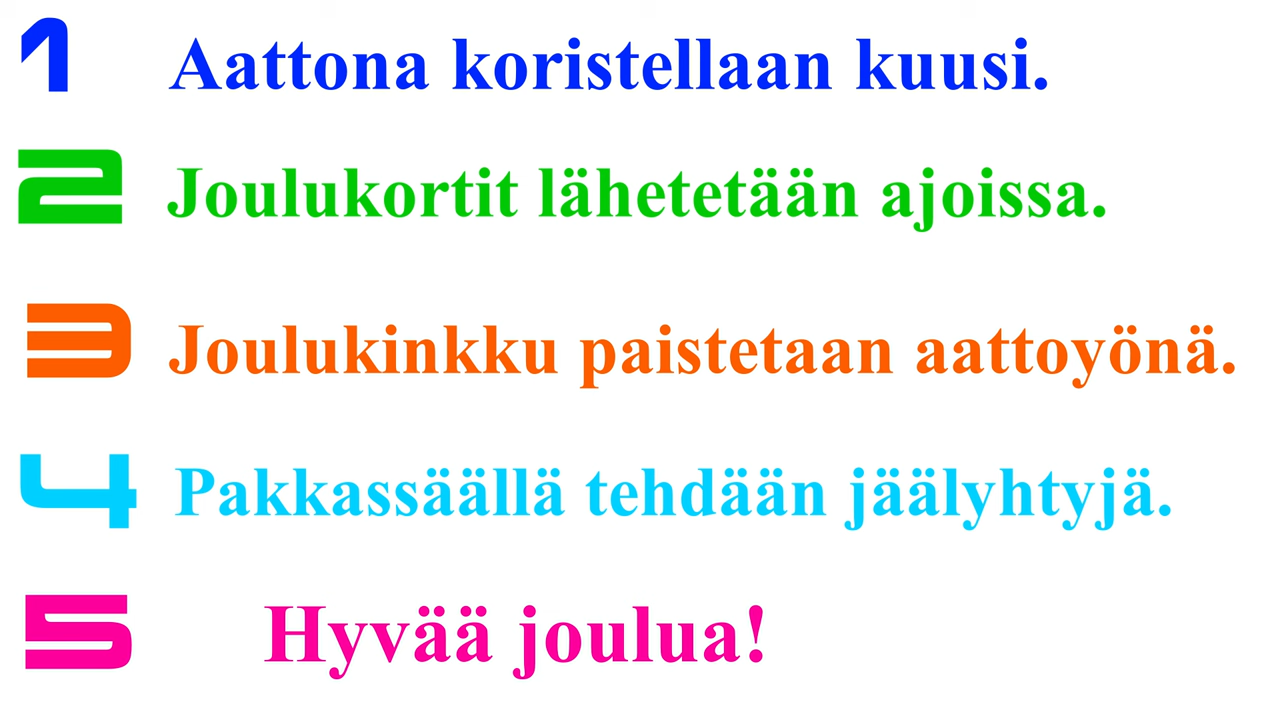 1 Aattona koristellaan kuusi.
2 Joulukortit lähetetään ajoissa.
3 Joulukinkku paistetaan aattoyönä.
4 Pakkassäällä tehdään jäälyhtyjä.
5 Hyvää joulua!